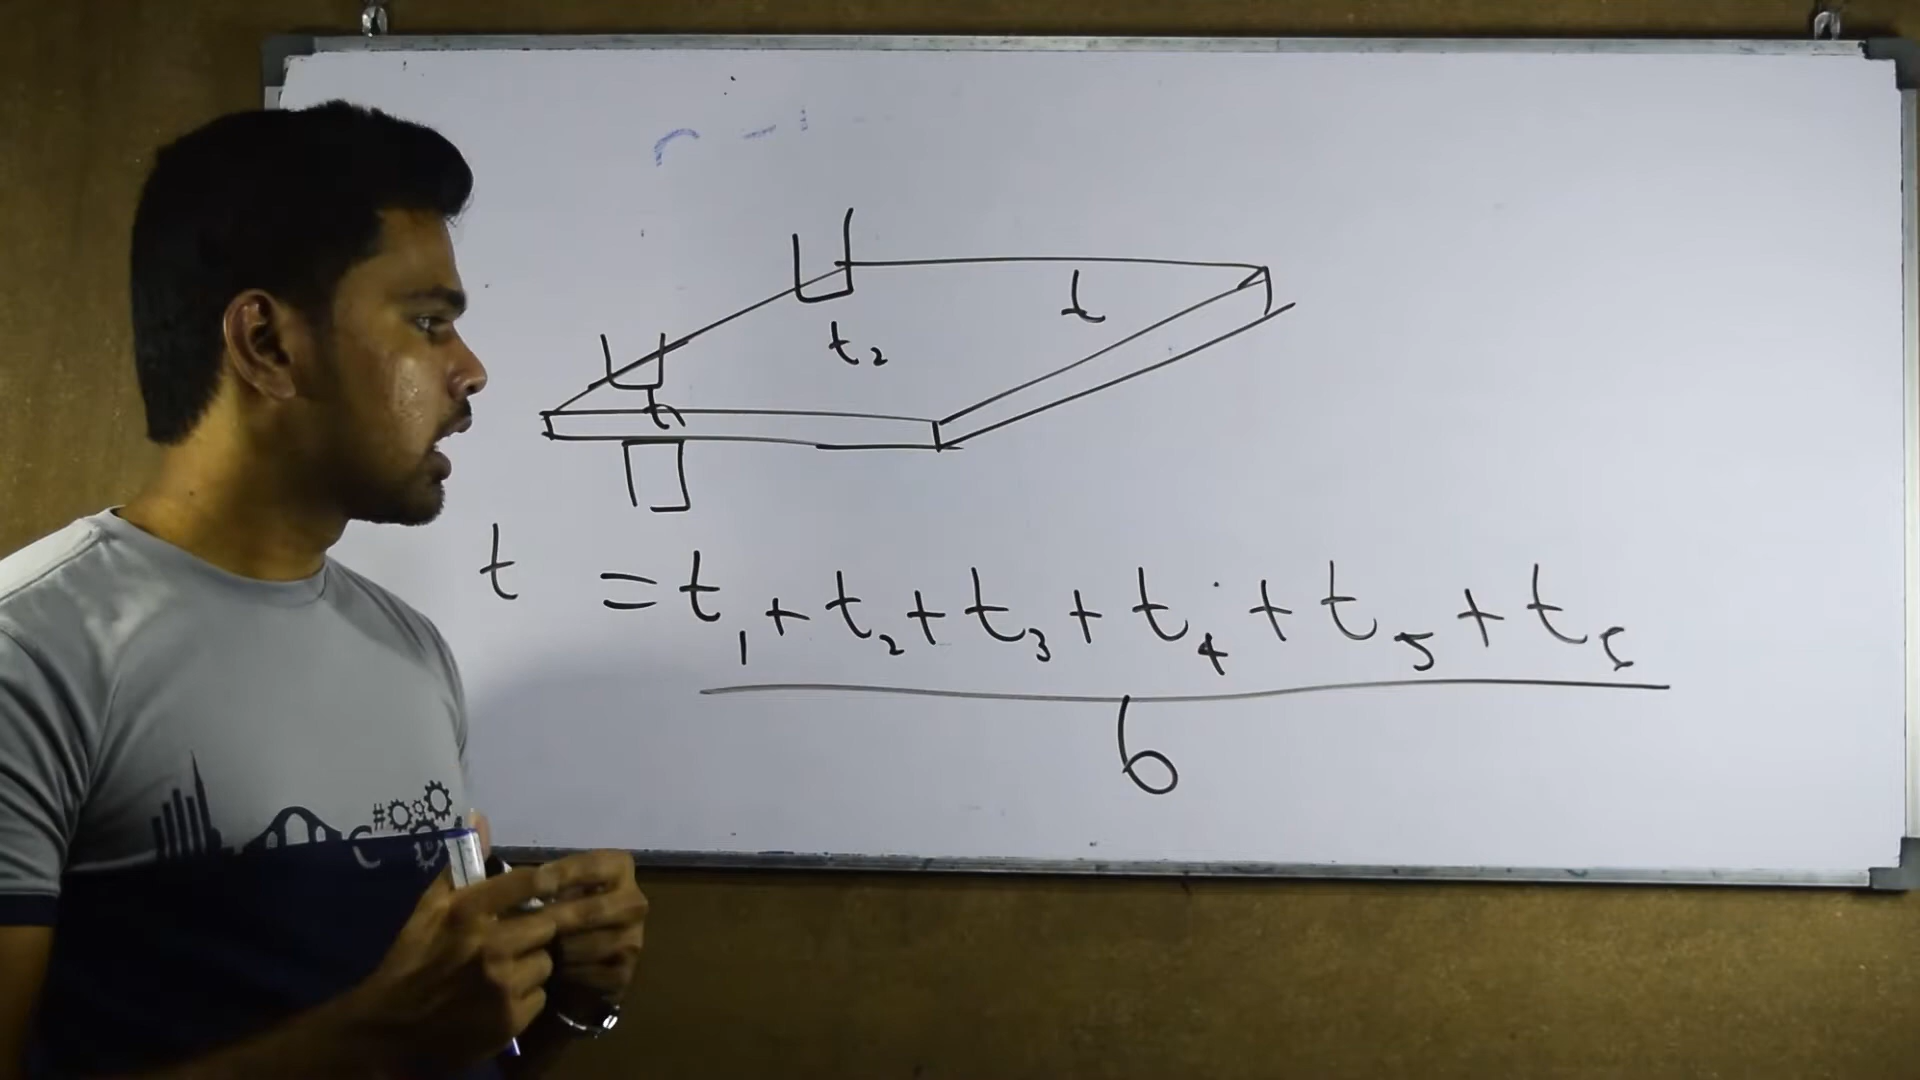 t
t₂
t₁
t = t₁ + t₂ + t₃ + t₄ + t₅ + t₆
6